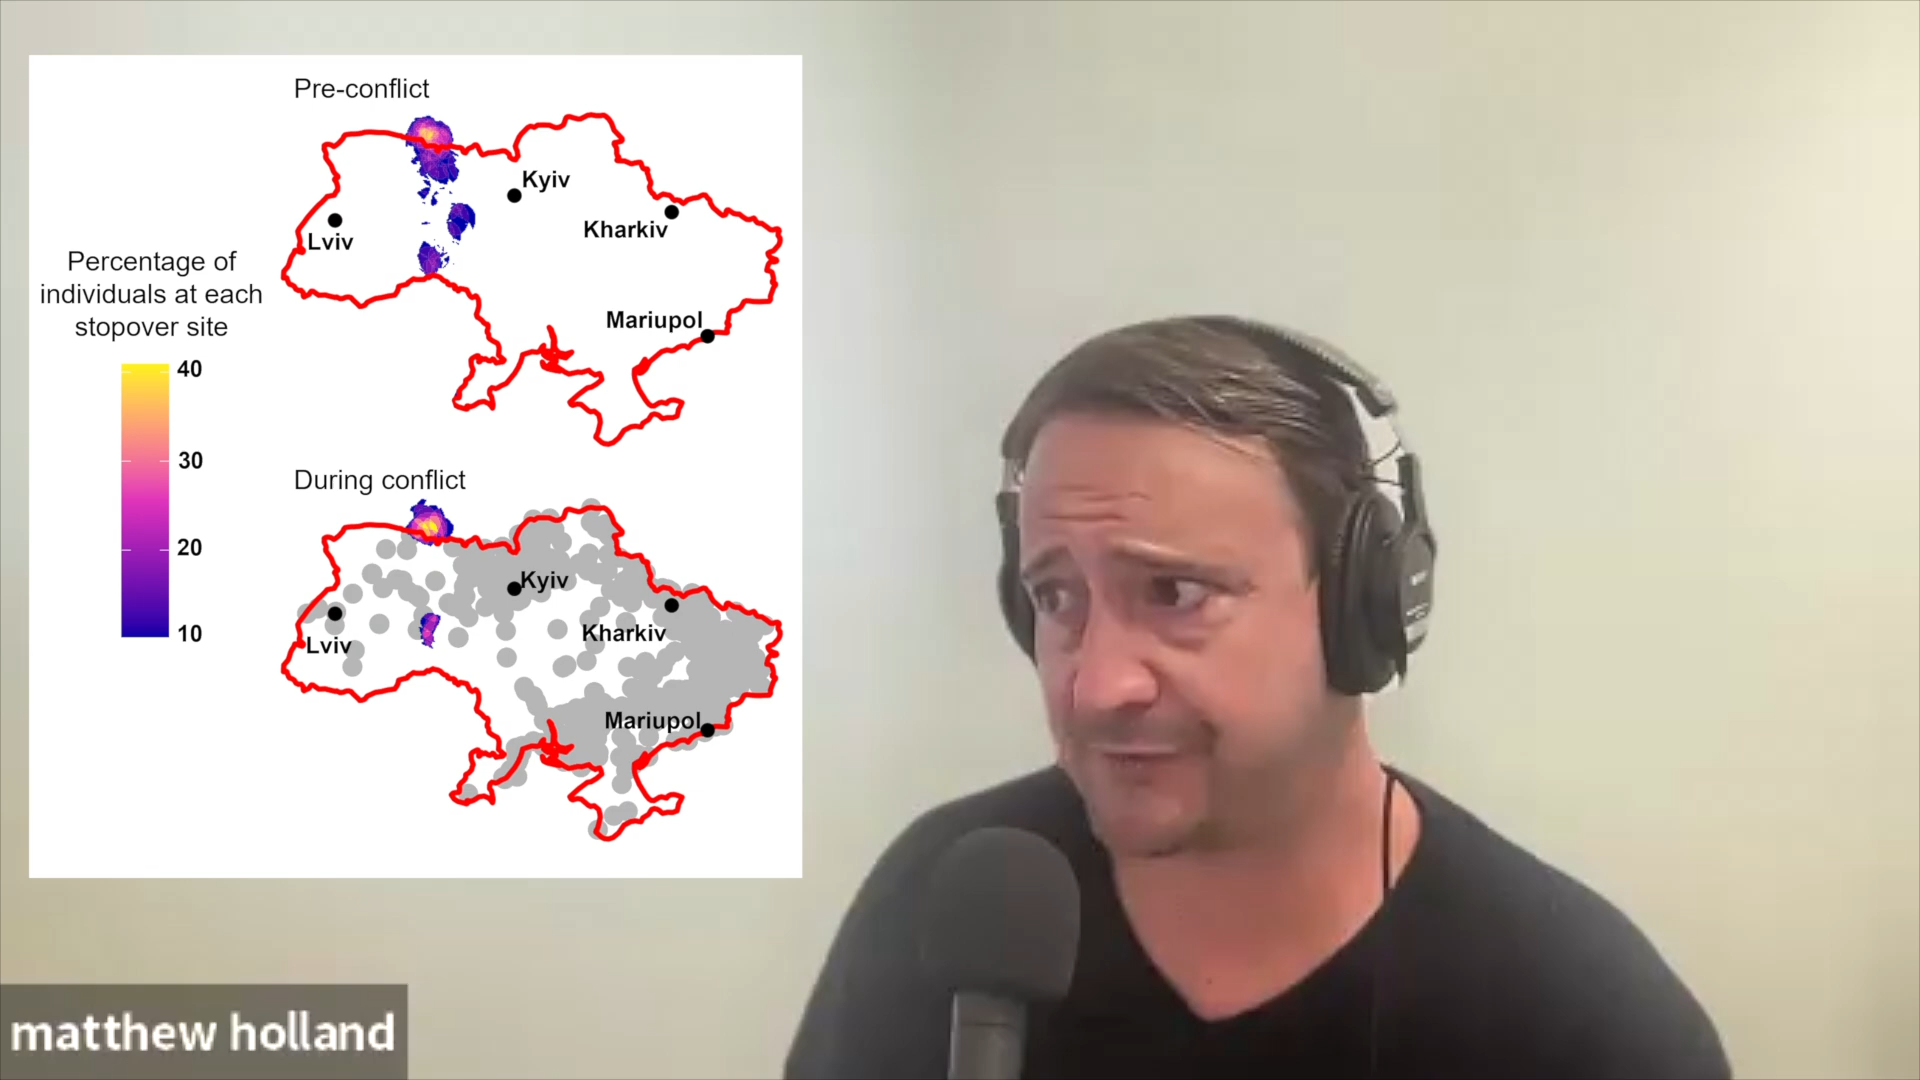 Pre-conflict
Kyiv
Kharkiv
Lviv
Mariupol
Percentage of
individuals at each
stopover site
40
30
20
10
During conflict
Kyiv
Kharkiv
Lviv
Mariupol
matthew holland